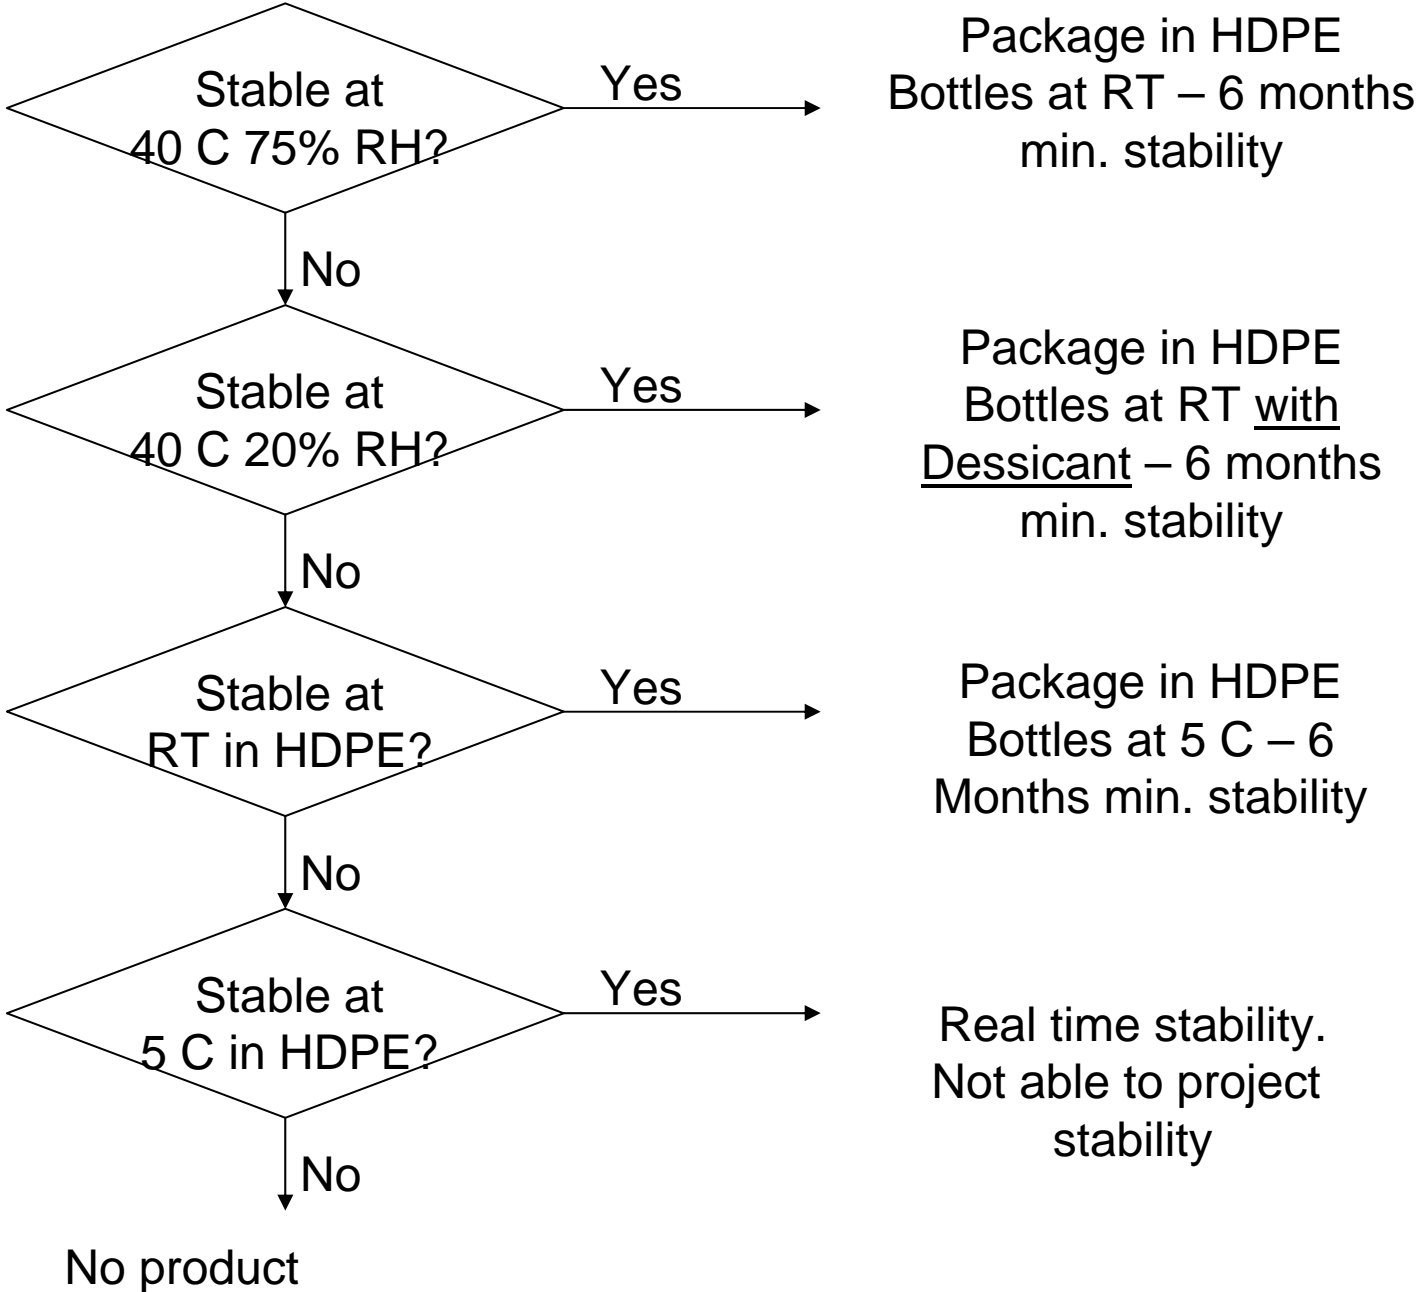 Stable at
40 C 75% RH?
Yes
Package in HDPE
Bottles at RT – 6 months
min. stability
No
Stable at
40 C 20% RH?
Yes
Package in HDPE
Bottles at RT with
Dessicant – 6 months
min. stability
No
Stable at
RT in HDPE?
Yes
Package in HDPE
Bottles at 5 C – 6
Months min. stability
No
Stable at
5 C in HDPE?
Yes
Real time stability.
Not able to project
stability
No
No product